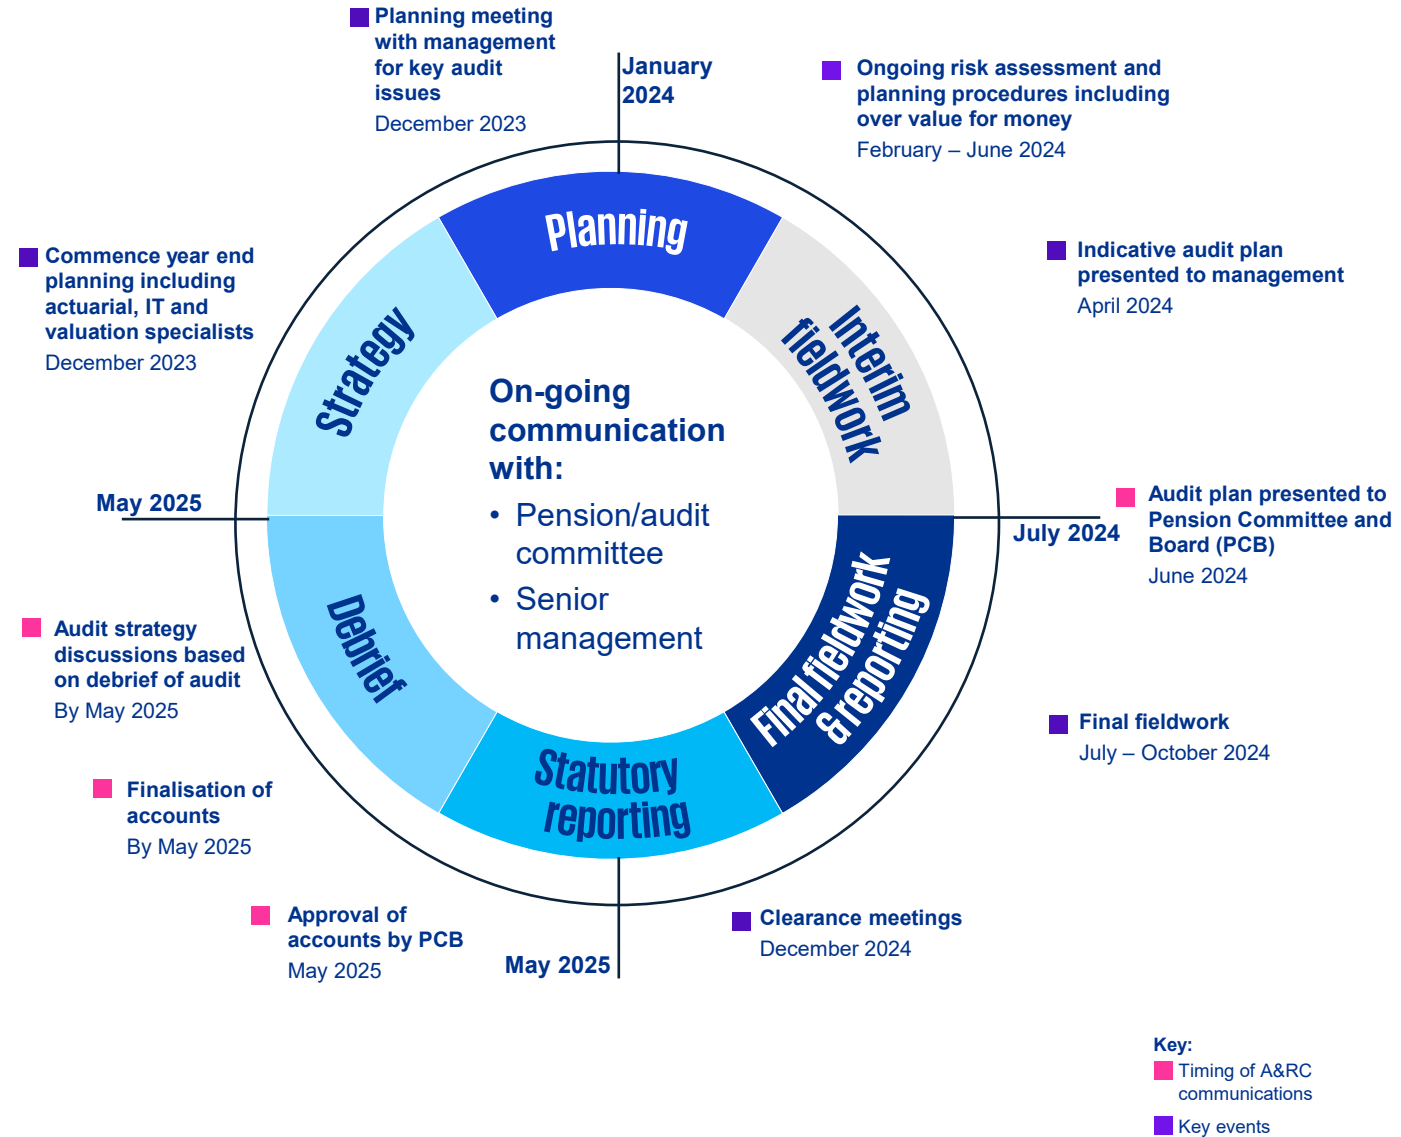 Planning meeting
with management
for key audit
issues
December 2023
January
2024
Ongoing risk assessment and
planning procedures including
over value for money
February – June 2024
Commence year end
planning including
actuarial, IT and
valuation specialists
December 2023
Indicative audit plan
presented to management
April 2024
Planning
Strategy
Interim
fieldwork
On-going
communication
with:
• Pension/audit
committee
• Senior
management
May 2025
July 2024
Audit plan presented to
Pension Committee and
Board (PCB)
June 2024
Debrief
Final fieldwork
& reporting
Statutory
reporting
Audit strategy
discussions based
on debrief of audit
By May 2025
Final fieldwork
July – October 2024
Finalisation of
accounts
By May 2025
Approval of
accounts by PCB
May 2025
May 2025
Clearance meetings
December 2024
Key:
Timing of A&RC
communications
Key events